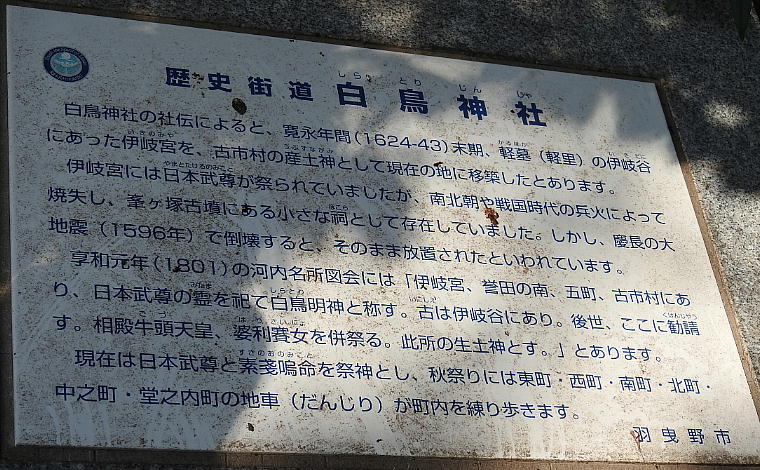 歴史街道 白鳥神社
しら とり じん じゃ
白鳥神社の社伝によると、寛永年間(1624-43)末期、軽墓（軽里）の伊岐谷
にあった伊岐宮を、古市村の産土神として現在の地に移築したとあります。
伊岐宮には日本武尊が祭られていましたが、南北朝や戦国時代の兵火によって
焼失し、峯ヶ塚古墳にある小さな祠として存在していました。しかし、慶長の大
地震（1596年）で倒壊すると、そのまま放置されたといわれています。
享和元年(1801)の河内名所図会には「伊岐宮、誉田の南、五町、古市村にあ
り、日本武尊の霊を祀て白鳥明神と称す。古は伊岐谷にあり。後世、ここに勧請
す。相殿牛頭天皇、婆利賽女を併祭る。此所の生土神とす。」とあります。
現在は日本武尊と素戔嗚命を祭神とし、秋祭りには東町・西町・南町・北町・
中之町・堂之内町の地車（だんじり）が町内を練り歩きます。
羽曳野市